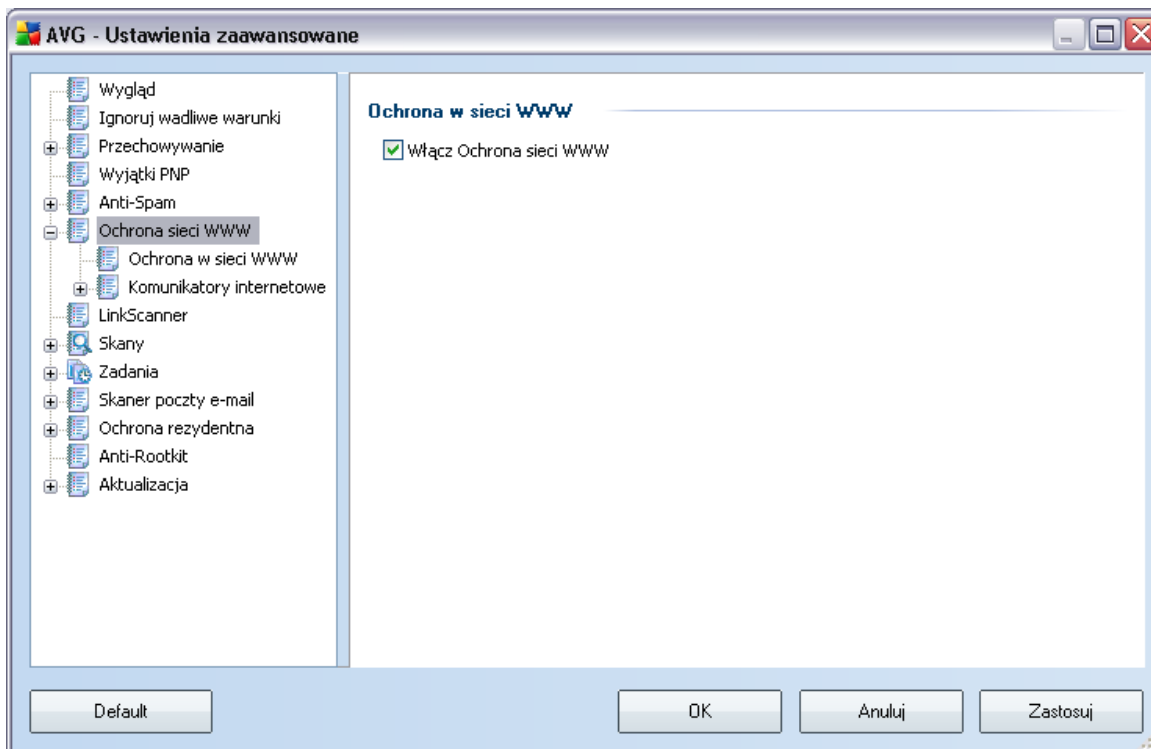 AVG - Ustawienia zaawansowane
Wygląd
Ignoruj wadliwe warunki
Przechowywanie
Wyjątki PNP
Anti-Spam
Ochrona sieci WWW
Ochrona w sieci WWW
Komunikatory internetowe
LinkScanner
Skany
Zadania
Skaner poczty e-mail
Ochrona rezydentna
Anti-Rootkit
Aktualizacja
Ochrona w sieci WWW
Włącz Ochrona sieci WWW
Default
OK
Anuluj
Zastosuj